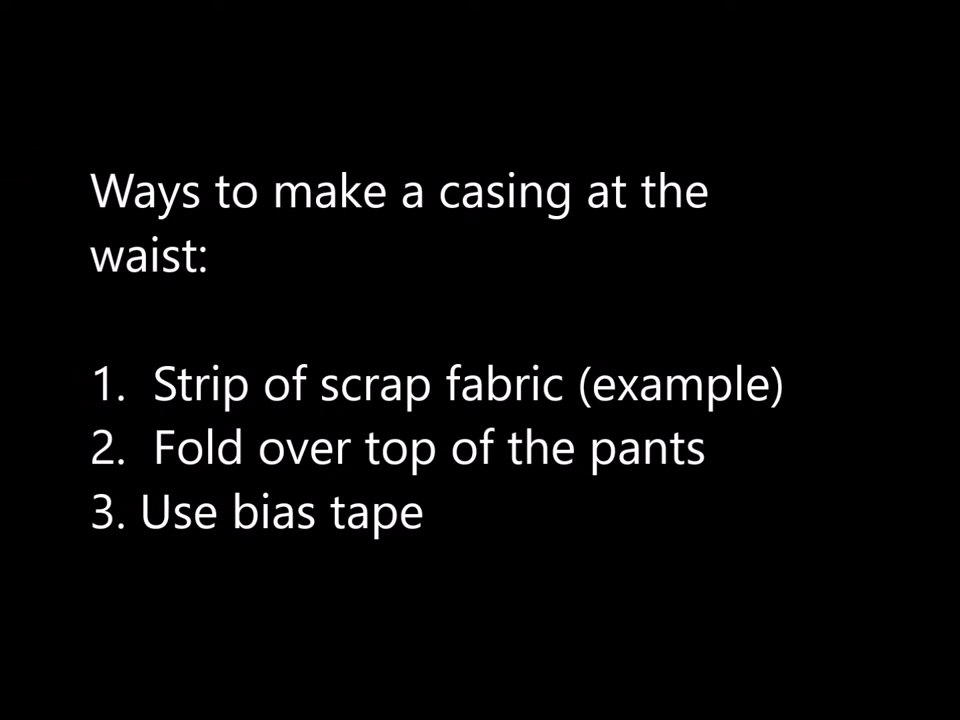 Ways to make a casing at the
waist:
1.  Strip of scrap fabric (example)
2.  Fold over top of the pants
3. Use bias tape